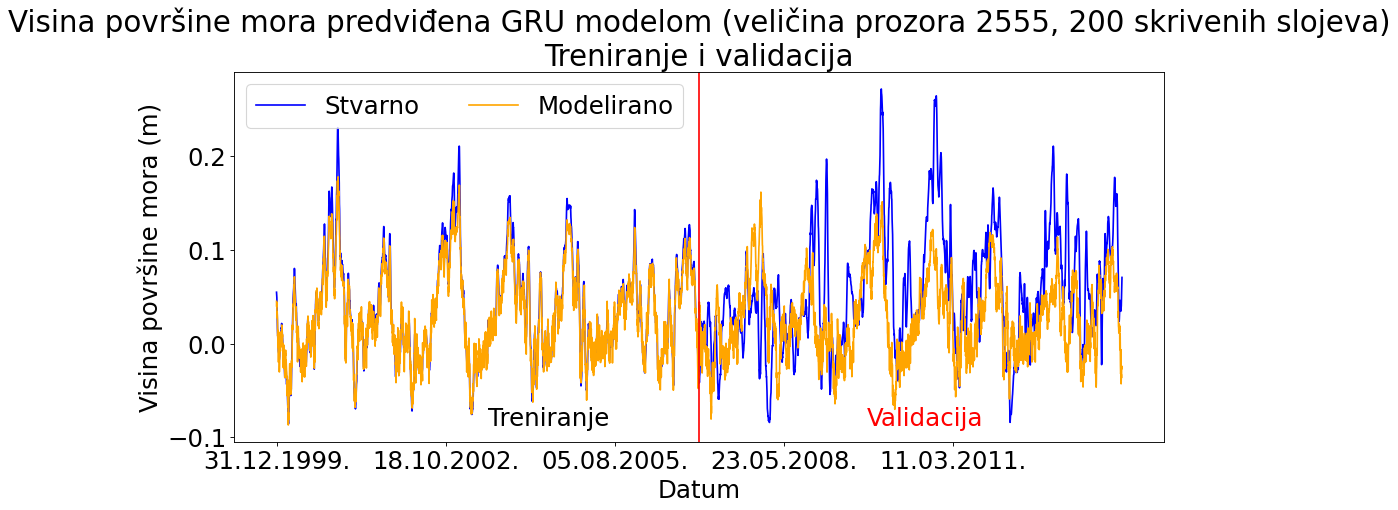 Visina površine mora predviđena GRU modelom (veličina prozora 2555, 200 skrivenih slojeva)
Treniranje i validacija
Stvarno
Modelirano
Visina površine mora (m)
0.2
0.1
0.0
−0.1
Treniranje
Validacija
31.12.1999.
18.10.2002.
05.08.2005.
23.05.2008.
11.03.2011.
Datum